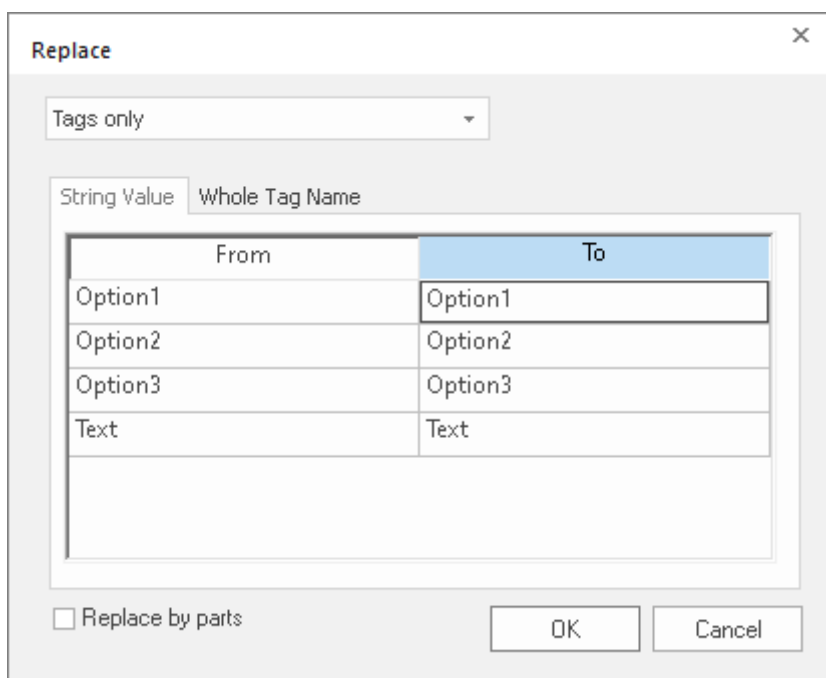 Replace
Tags only
String Value Whole Tag Name
From To
Option1 Option1
Option2 Option2
Option3 Option3
Text Text
Replace by parts OK Cancel